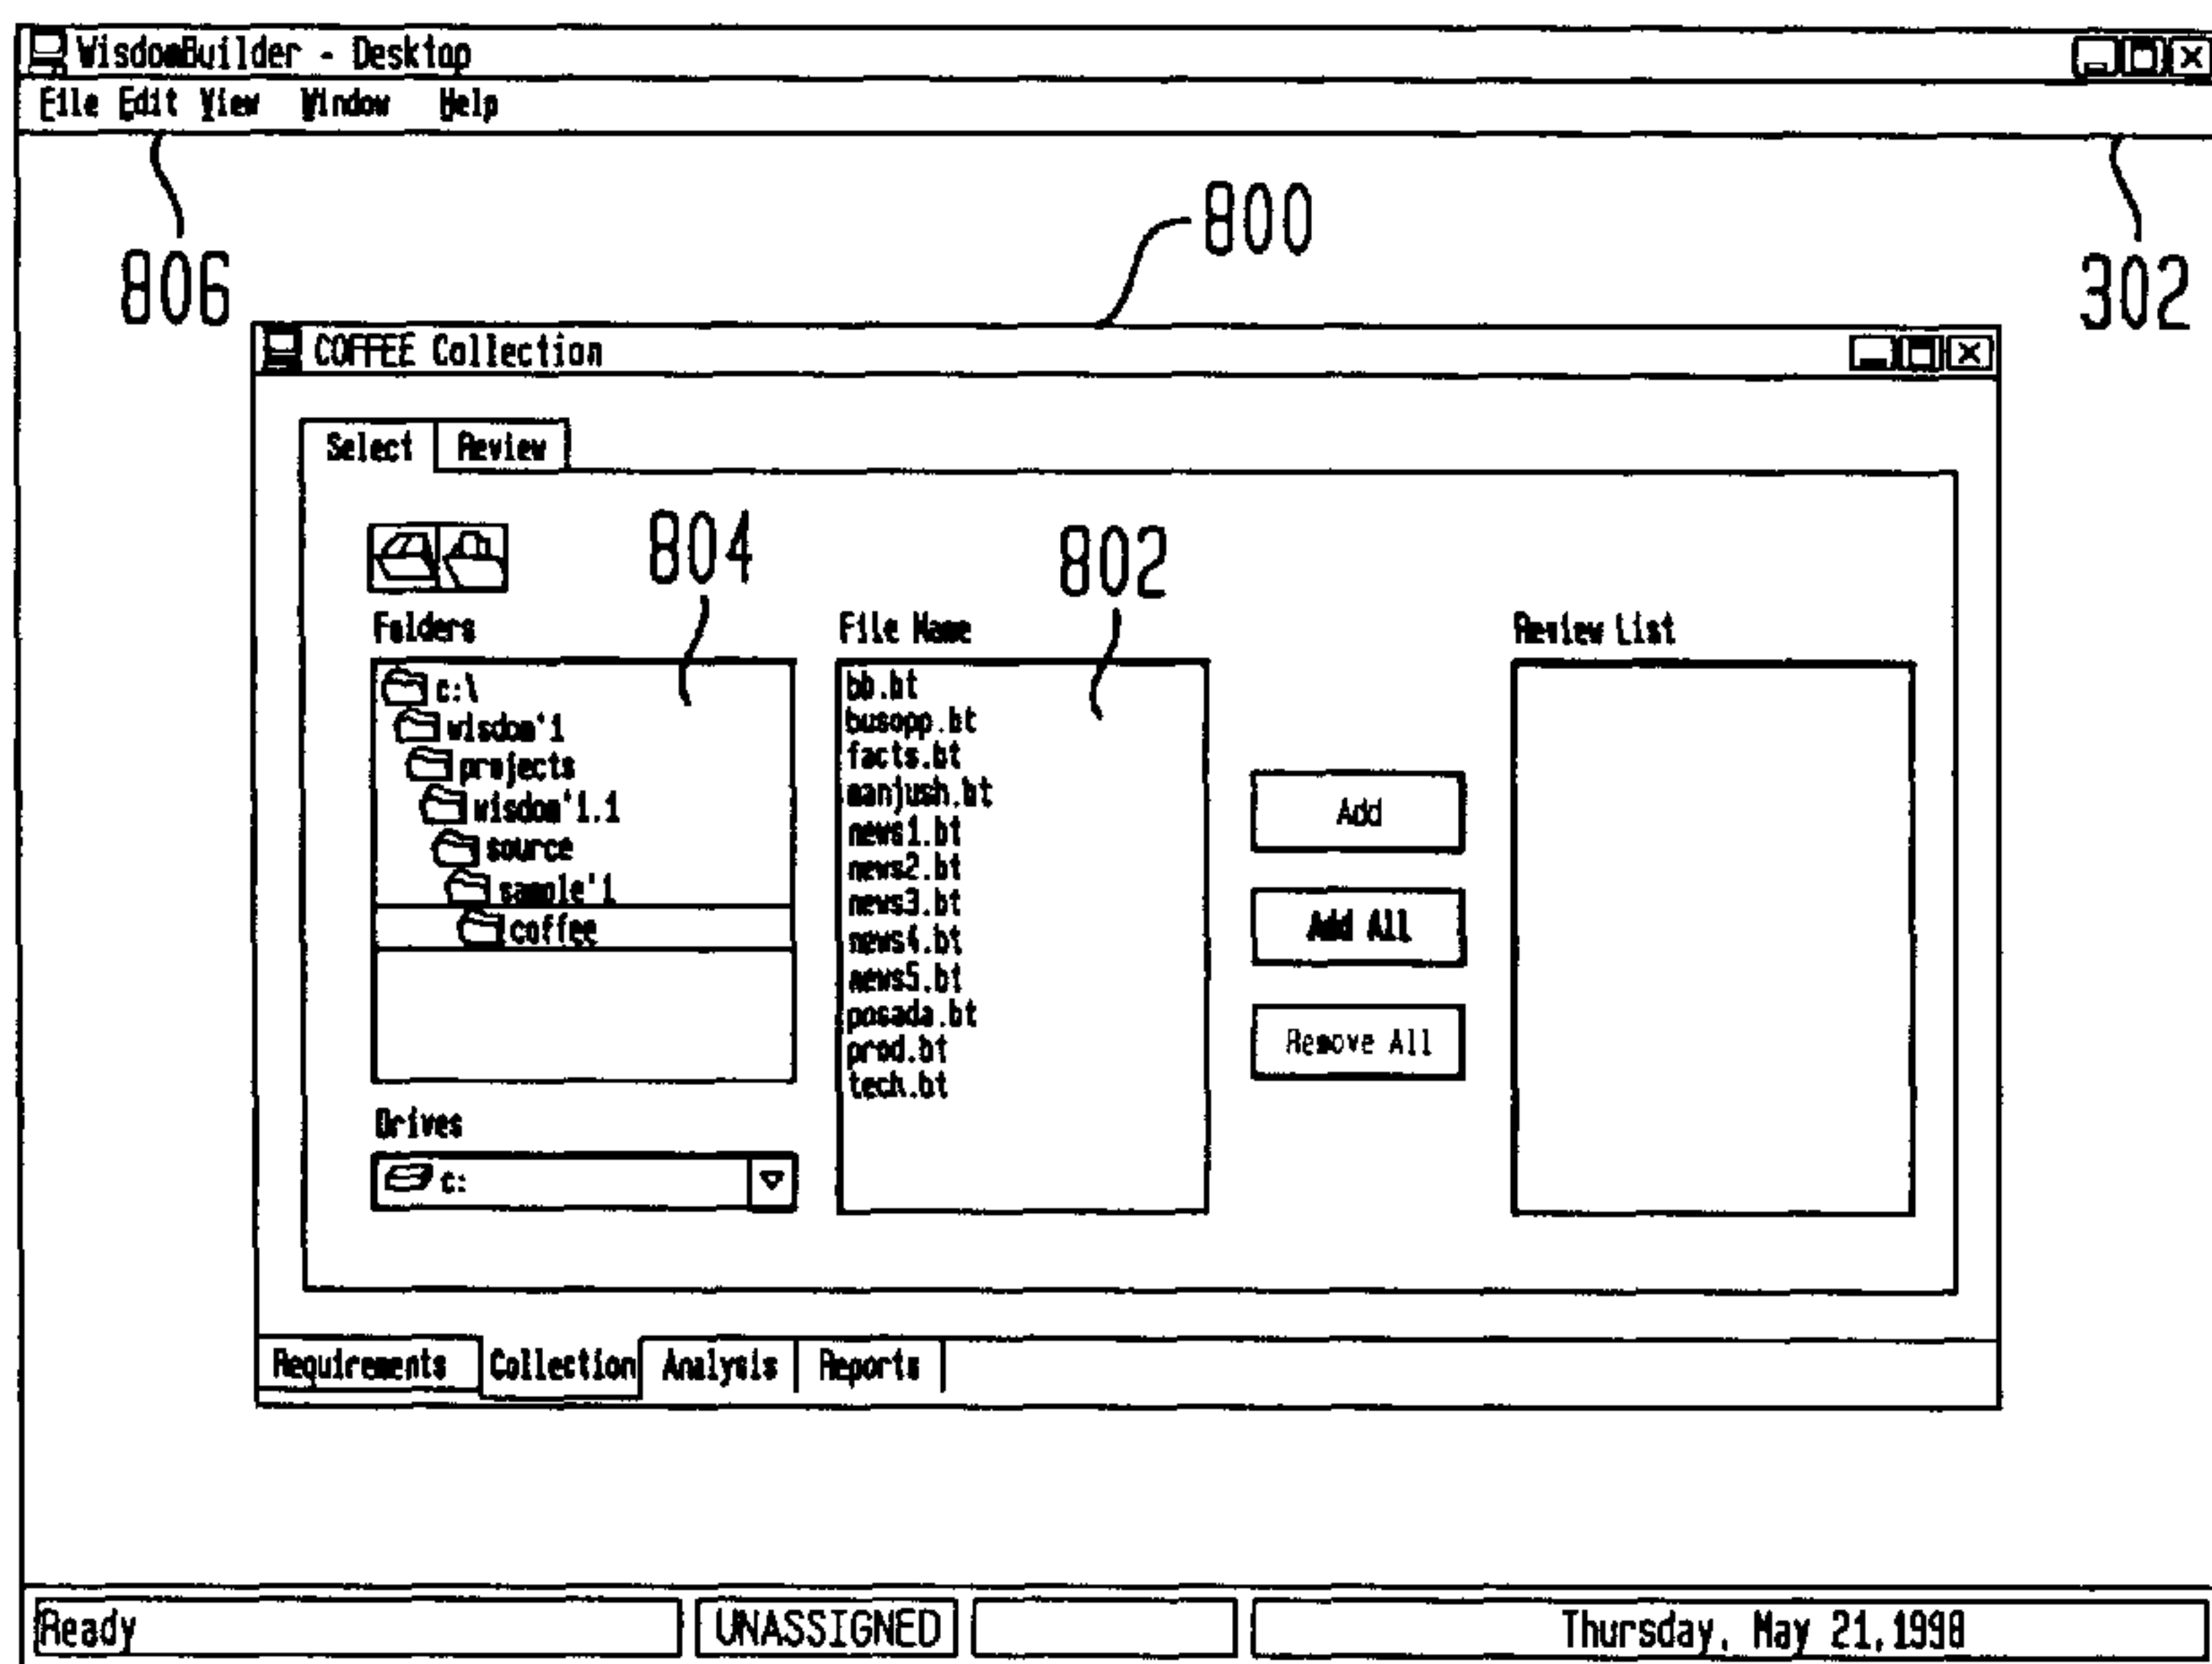 WisdomBuilder - Desktop
File Edit View Window Help
806
800
302
COFFEE Collection
Select Review
804
802
Folders
File Name
Review List
c:\
wisdom'1
projects
wisdom'1.1
source
sample'1
coffee
bb.bt
busopp.bt
facts.bt
manjush.bt
news1.bt
news2.bt
news3.bt
news4.bt
news5.bt
posada.bt
prod.bt
tech.bt
Add
Add All
Remove All
Drives
c:
Requirements Collection Analysis Reports
Ready UNASSIGNED Thursday, May 21,1998